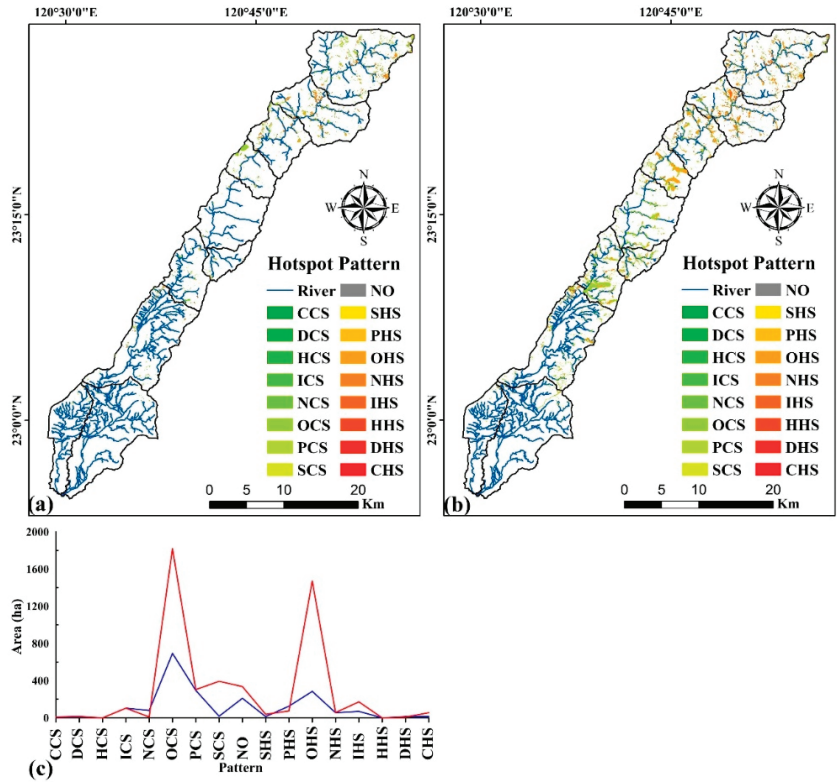 120°30'0"E 120°45'0"E
23°15'0"N
23°0'0"N
N
W E
S
Hotspot Pattern
River NO
CCS SHS
DCS PHS
HCS OHS
ICS NHS
NCS IHS
OCS HHS
PCS DHS
SCS CHS
0 5 10 20
Km
(a)
120°30'0"E 120°45'0"E
23°15'0"N
23°0'0"N
N
W E
S
Hotspot Pattern
River NO
CCS SHS
DCS PHS
HCS OHS
ICS NHS
NCS IHS
OCS HHS
PCS DHS
SCS CHS
0 5 10 20
Km
(b)
Area (ha)
2000
1600
1200
800
400
0
CCS DCS HCS ICS NCS OCS PCS SCS NO SHS PHS OHS NHS IHS HHS DHS CHS
Pattern
(c)